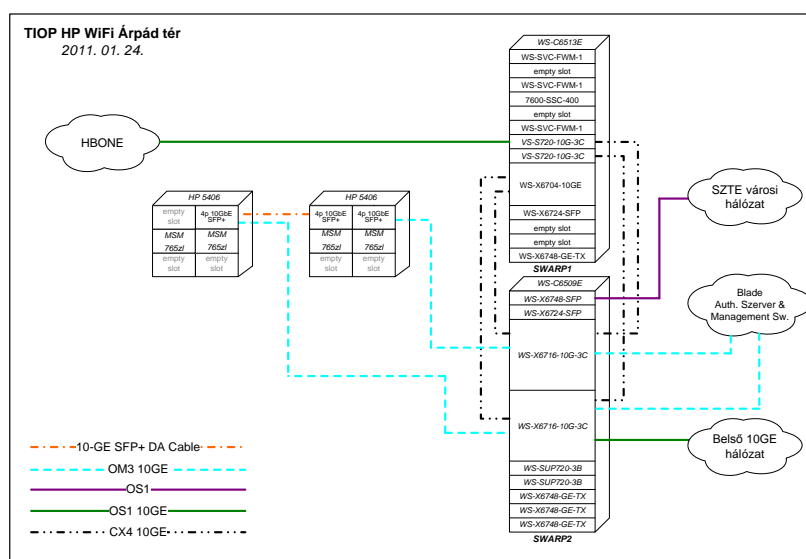 TIOP HP WiFi Árpád tér
2011. 01. 24.
HBONE
HP 5406
empty
slot
4p 10GbE
SFP+
MSM
765zl
MSM
765zl
empty
slot
empty
slot
HP 5406
4p 10GbE
SFP+
4p 10GbE
SFP+
MSM
765zl
MSM
765zl
empty
slot
empty
slot
WS-C6513E
WS-SVC-FWM-1
empty slot
WS-SVC-FWM-1
7600-SSC-400
empty slot
WS-SVC-FWM-1
VS-S720-10G-3C
VS-S720-10G-3C
WS-X6704-10GE
WS-X6724-SFP
empty slot
empty slot
WS-X6748-GE-TX
SWARP1
WS-C6509E
WS-X6748-SFP
WS-X6724-SFP
WS-X6716-10G-3C
WS-X6716-10G-3C
WS-SUP720-3B
WS-SUP720-3B
WS-X6748-GE-TX
WS-X6748-GE-TX
WS-X6748-GE-TX
SWARP2
SZTE városi
hálózat
Blade
Auth. Szerver &
Management Sw.
Belső 10GE
hálózat
10-GE SFP+ DA Cable
OM3 10GE
OS1
OS1 10GE
CX4 10GE